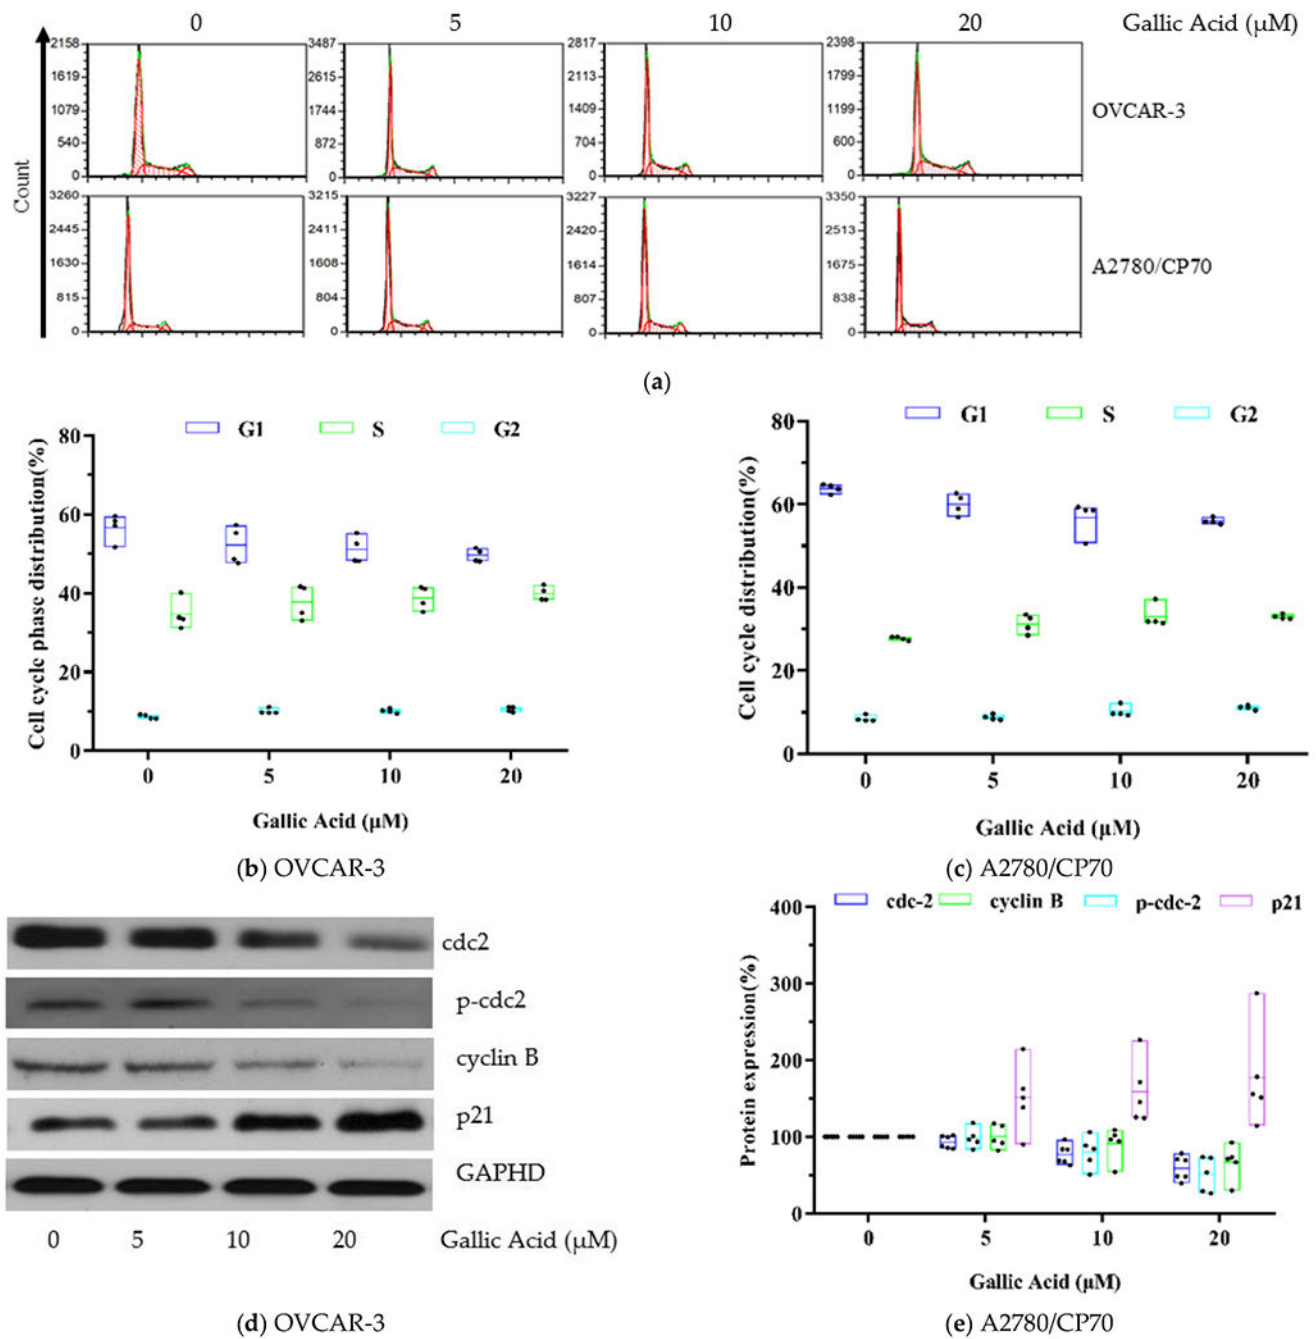 0 5 10 20 Gallic Acid (µM)
2158 3487 2817 2398
1619 2615 2113 1799
1079 1744 1409 1199
540 872 704 600
0 0 0 0
OVCAR-3
Count
3260 3215 3227 3350
2445 2411 2420 2513
1630 1608 1614 1675
815 804 807 838
0 0 0 0
A2780/CP70
(a)
G1 S G2
Cell cycle phase distribution(%)
80
60
40
20
0
0 5 10 20
Gallic Acid (µM)
(b) OVCAR-3
G1 S G2
Cell cycle distribution(%)
80
60
40
20
0
0 5 10 20
Gallic Acid (µM)
(c) A2780/CP70
cdc2
p-cdc2
cyclin B
p21
GAPHD
0 5 10 20 Gallic Acid (µM)
(d) OVCAR-3
cdc-2 cyclin B p-cdc-2 p21
Protein expression(%)
400
300
200
100
0
0 5 10 20
Gallic Acid (µM)
(e) A2780/CP70